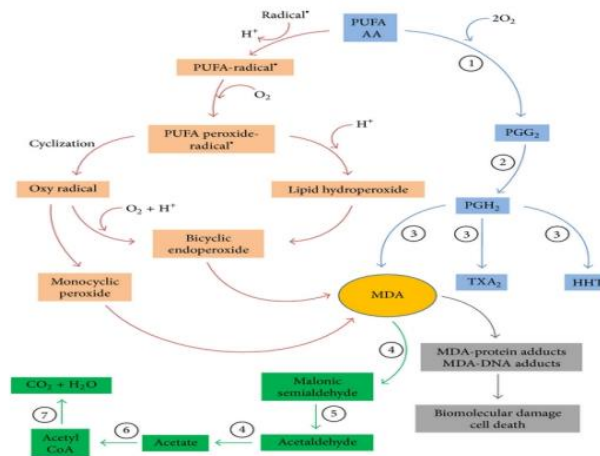 Radical•
H+
PUFA
AA
2O2
1
PUFA-radical•
O2
PUFA peroxide-
radical•
H+
PGG2
2
Cyclization
Oxy radical
Lipid hydroperoxide
O2 + H+
PGH2
Bicyclic
endoperoxide
3
3
3
Monocyclic
peroxide
MDA
TXA2
HHT
4
MDA-protein adducts
MDA-DNA adducts
CO2 + H2O
Malonic
semialdehyde
7
5
Biomolecular damage
cell death
Acetyl
CoA
6
Acetate
4
Acetaldehyde